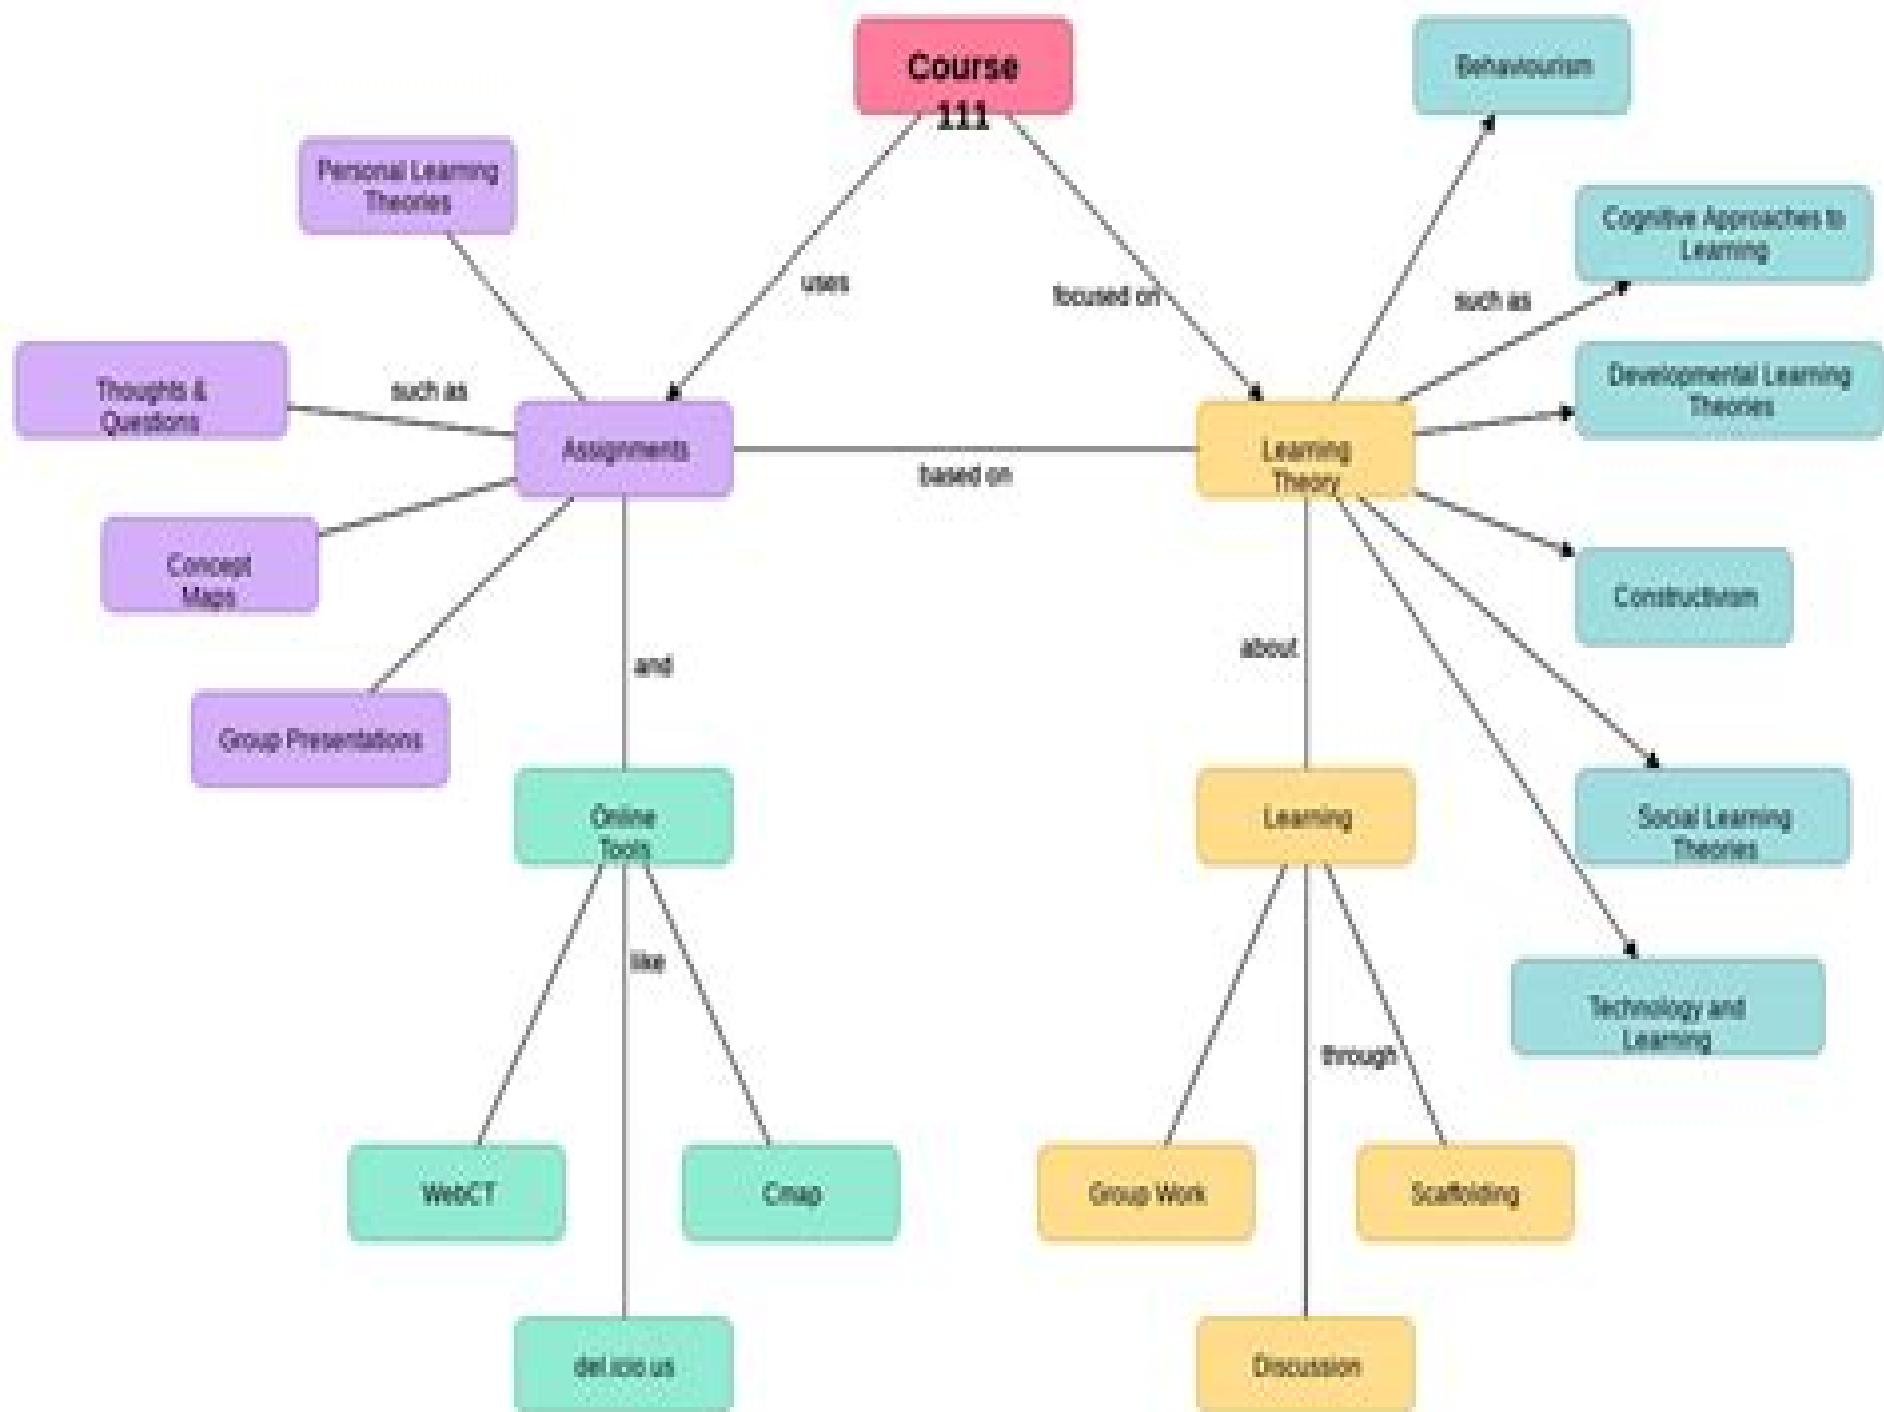 Course
111
Behaviourism
Personal Learning
Theories
Cognitive Approaches to
Learning
uses
focused on
such as
Thoughts &
Questions
such as
Developmental Learning
Theories
Assignments
based on
Learning
Theory
Concept
Maps
Constructivism
and
about
Group Presentations
Online
Tools
Learning
Social Learning
Theories
like
through
Technology and
Learning
WebCT
Cmap
Group Work
Scaffolding
del.icio.us
Discussion